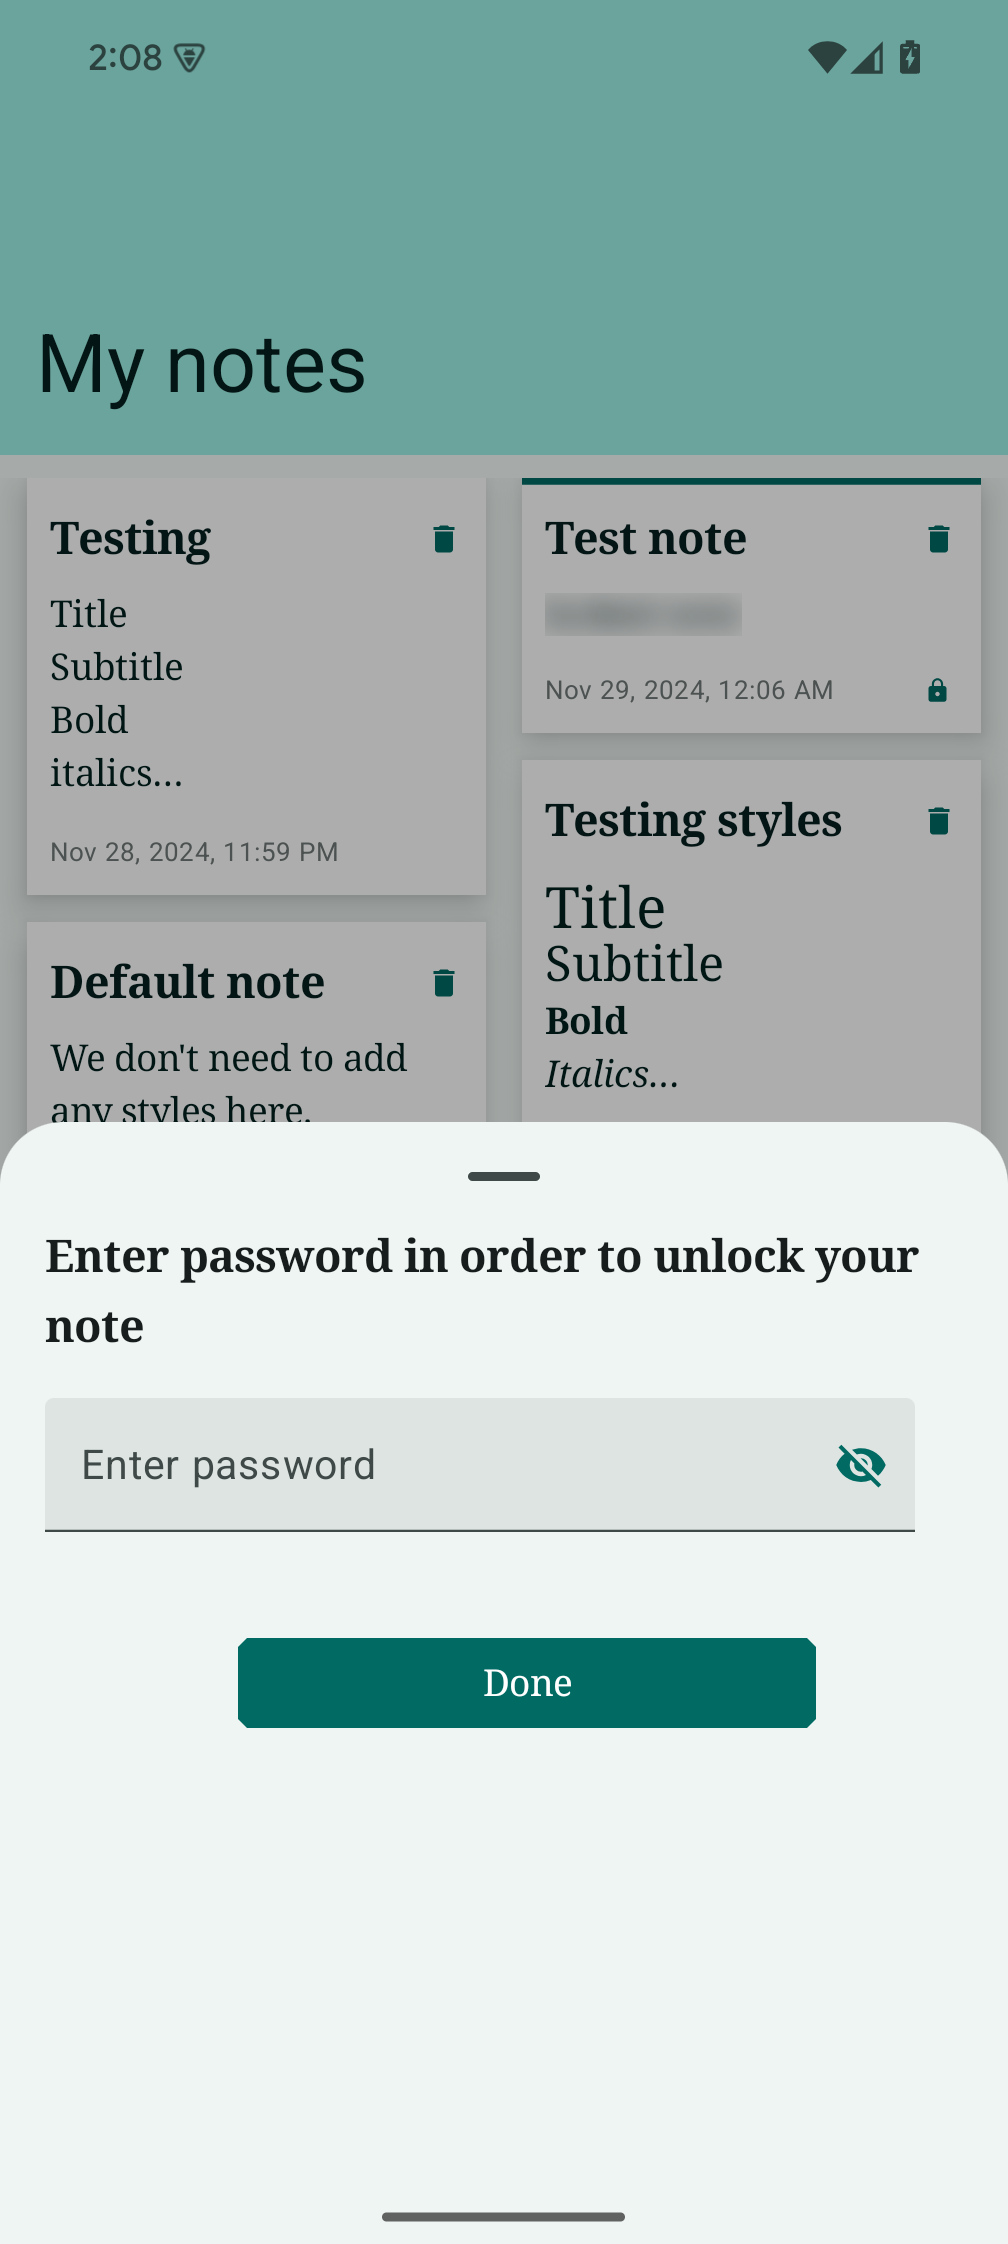 2:08
My notes
Testing
Title
Subtitle
Bold
italics...
Nov 28, 2024, 11:59 PM
Default note
We don't need to add
any styles here.
Test note
Nov 29, 2024, 12:06 AM
Testing styles
Title
Subtitle
Bold
Italics...
Enter password in order to unlock your
note
Enter password
Done